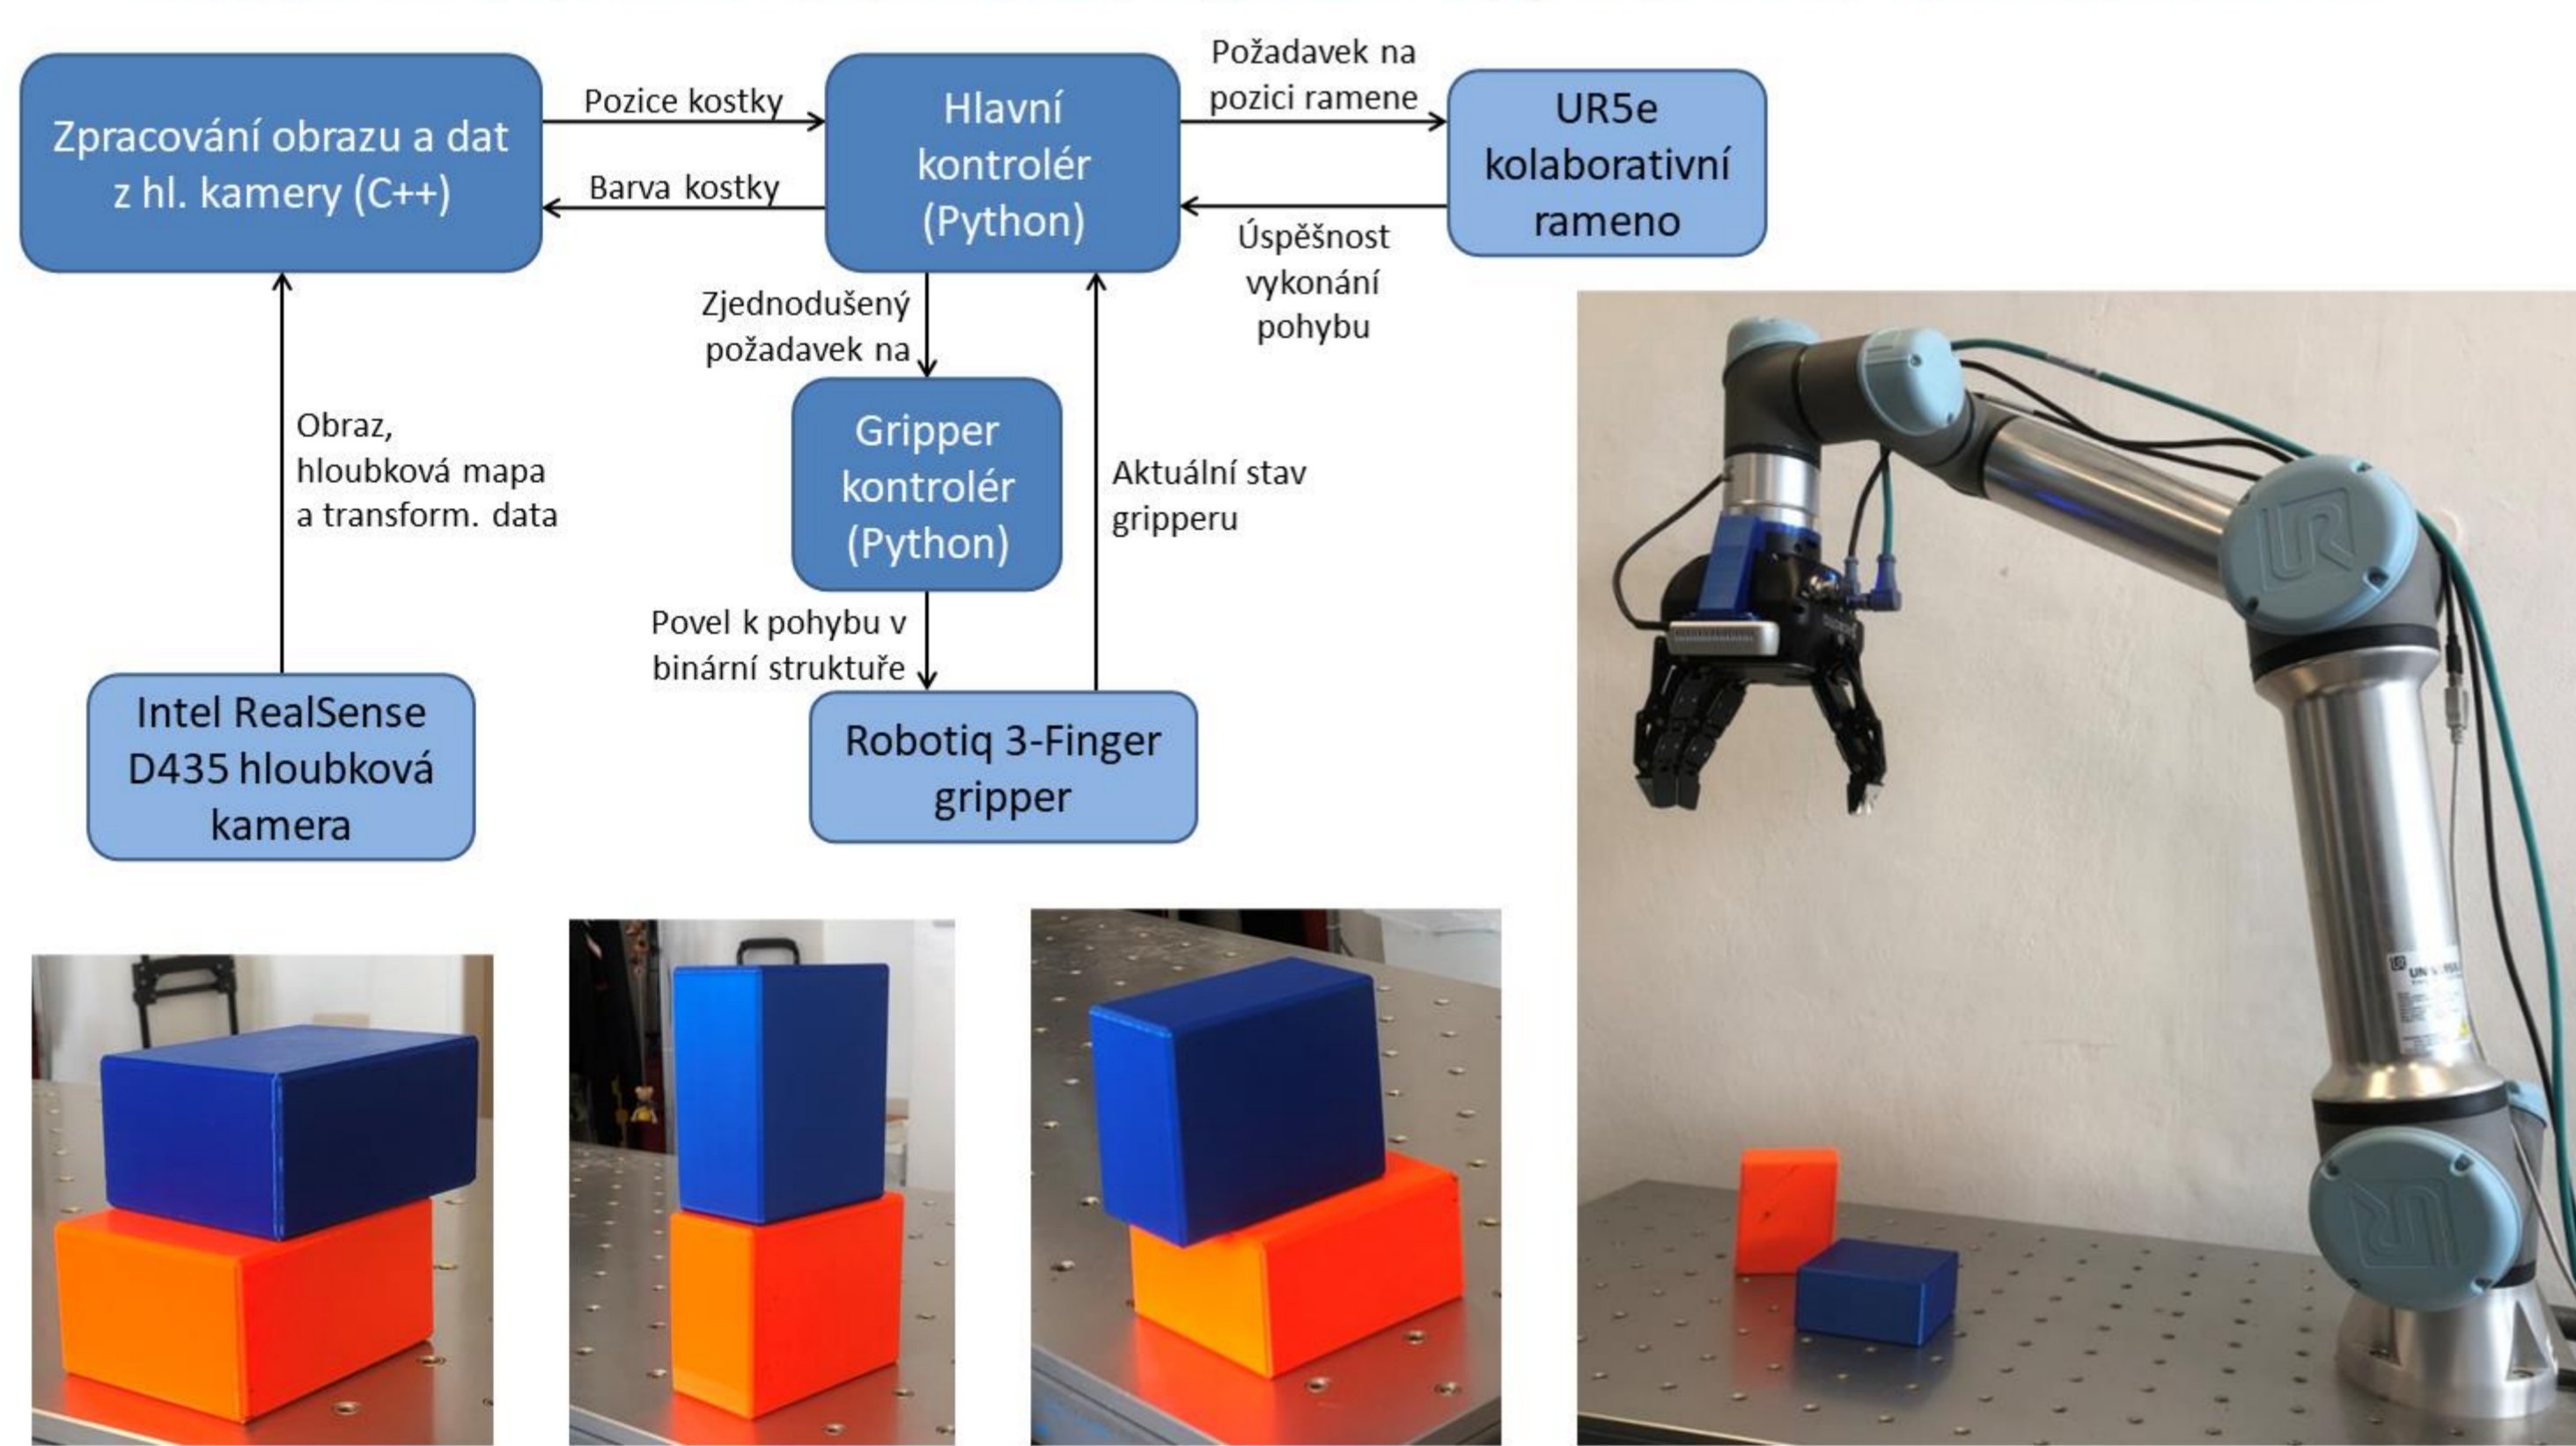 Zpracování obrazu a dat
z hl. kamery (C++)
Pozice kostky
Barva kostky
Hlavní
kontrolér
(Python)
Požadavek na
pozici ramene
UR5e
kolaborativní
rameno
Úspěšnost
vykonání
pohybu
Zjednodušený
požadavek na
Gripper
kontrolér
(Python)
Aktuální stav
gripperu
Obraz,
hloubková mapa
a transform. data
Povel k pohybu v
binární struktuře
Intel RealSense
D435 hloubková
kamera
Robotiq 3-Finger
gripper
UR
UR